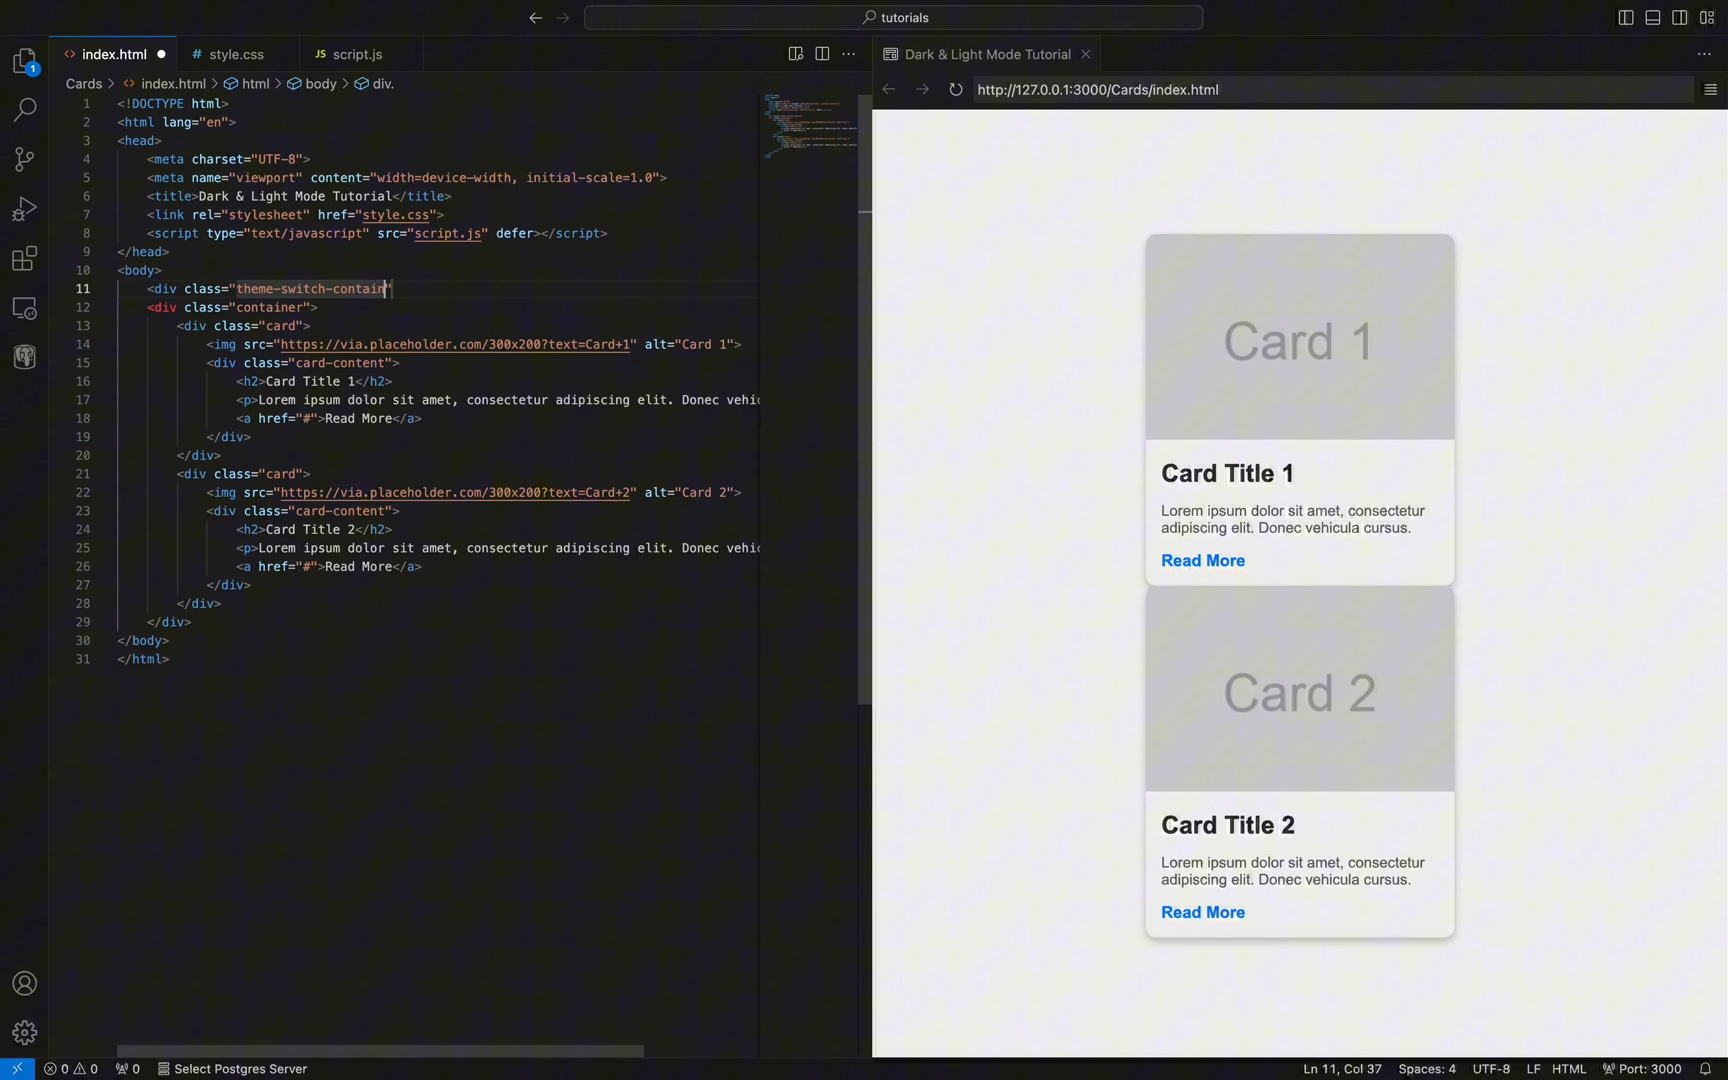 tutorials
index.html
# style.css
JS script.js
Dark & Light Mode Tutorial
Cards > <> index.html > html > body > div.
http://127.0.0.1:3000/Cards/index.html
1
1 <!DOCTYPE html>
2 <html lang="en">
3 <head>
4 <meta charset="UTF-8">
5 <meta name="viewport" content="width=device-width, initial-scale=1.0">
6 <title>Dark & Light Mode Tutorial</title>
7 <link rel="stylesheet" href="style.css">
8 <script type="text/javascript" src="script.js" defer></script>
9 </head>
10 <body>
11 <div class="theme-switch-contain"
12 <div class="container">
13 <div class="card">
14 <img src="https://via.placeholder.com/300x200?text=Card+1" alt="Card 1">
15 <div class="card-content">
16 <h2>Card Title 1</h2>
17 <p>Lorem ipsum dolor sit amet, consectetur adipiscing elit. Donec vehic
18 <a href="#">Read More</a>
19 </div>
20 </div>
21 <div class="card">
22 <img src="https://via.placeholder.com/300x200?text=Card+2" alt="Card 2">
23 <div class="card-content">
24 <h2>Card Title 2</h2>
25 <p>Lorem ipsum dolor sit amet, consectetur adipiscing elit. Donec vehic
26 <a href="#">Read More</a>
27 </div>
28 </div>
29 </div>
30 </body>
31 </html>
Card 1
Card Title 1
Lorem ipsum dolor sit amet, consectetur
adipiscing elit. Donec vehicula cursus.
Read More
Card 2
Card Title 2
Lorem ipsum dolor sit amet, consectetur
adipiscing elit. Donec vehicula cursus.
Read More
0 0 0 Select Postgres Server
Ln 11, Col 37 Spaces: 4 UTF-8 LF HTML Port: 3000